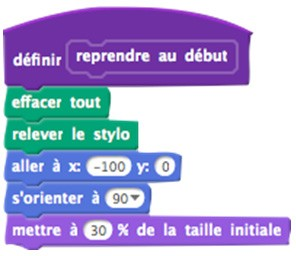 définir reprendre au début
effacer tout
relever le stylo
aller à x: -100 y: 0
s'orienter à 90
mettre à 30 % de la taille initiale